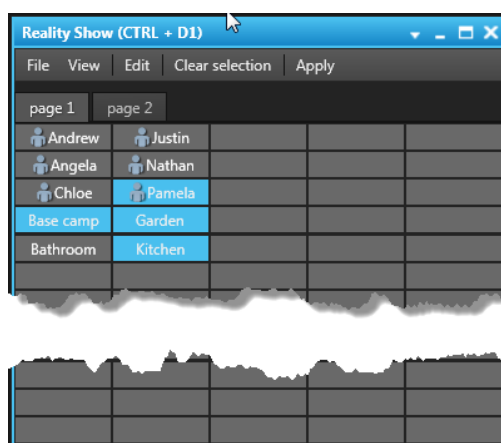 Reality Show (CTRL + D1)
File View Edit Clear selection Apply
page 1 page 2
Andrew Justin
Angela Nathan
Chloe Pamela
Base camp Garden
Bathroom Kitchen